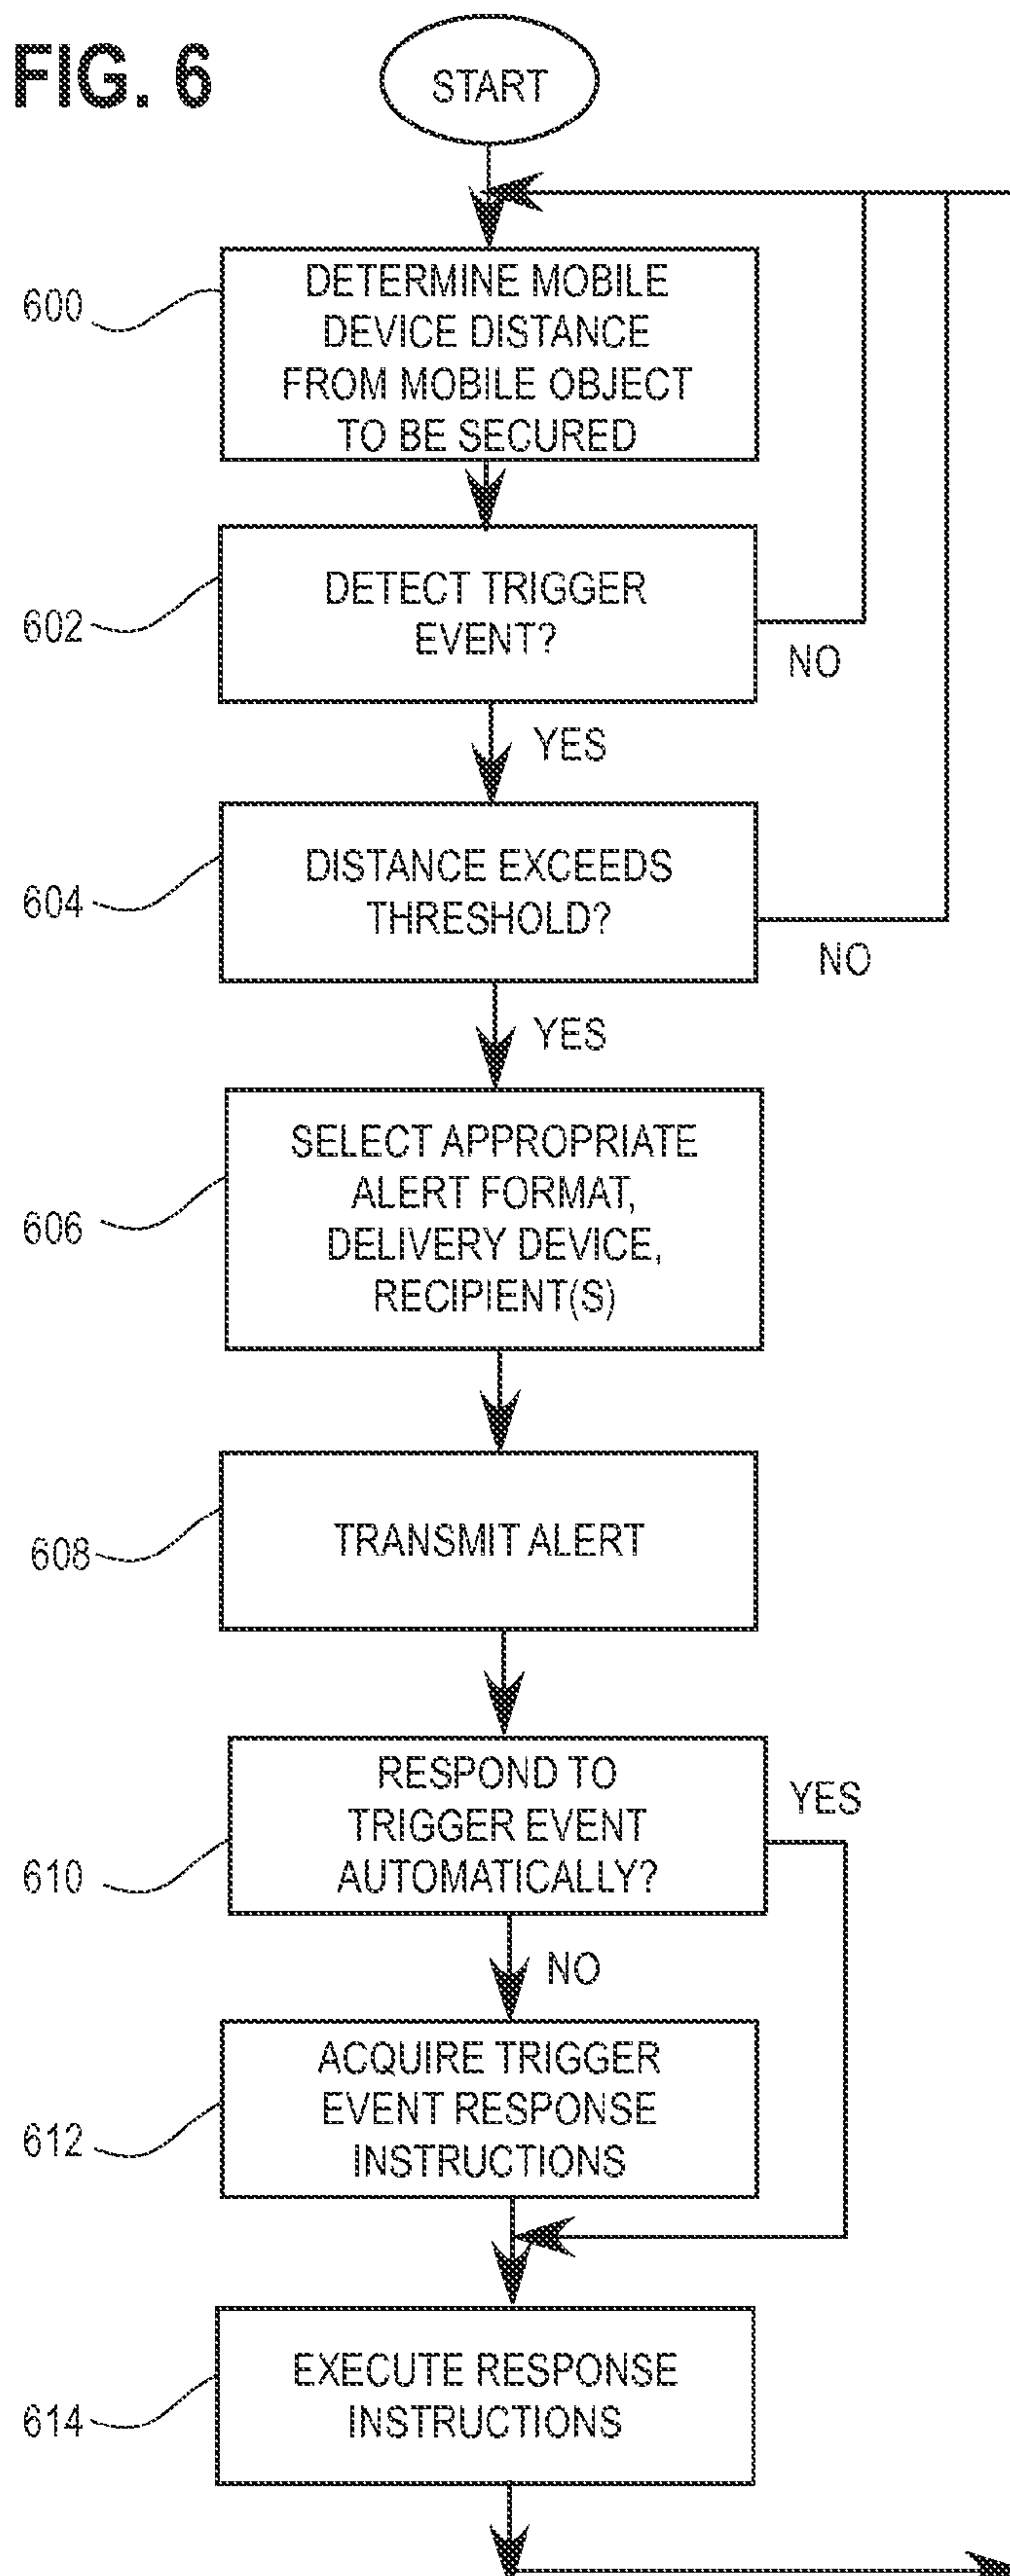 FIG. 6
START
600
DETERMINE MOBILE
DEVICE DISTANCE
FROM MOBILE OBJECT
TO BE SECURED
602
DETECT TRIGGER
EVENT?
NO
YES
604
DISTANCE EXCEEDS
THRESHOLD?
NO
YES
606
SELECT APPROPRIATE
ALERT FORMAT,
DELIVERY DEVICE,
RECIPIENT(S)
608
TRANSMIT ALERT
610
RESPOND TO
TRIGGER EVENT
AUTOMATICALLY?
YES
NO
612
ACQUIRE TRIGGER
EVENT RESPONSE
INSTRUCTIONS
614
EXECUTE RESPONSE
INSTRUCTIONS